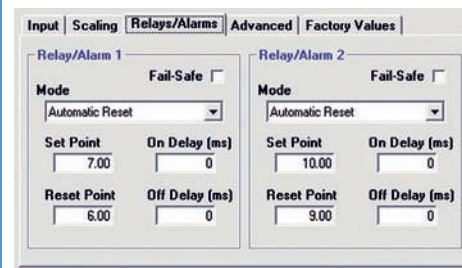 Input Scaling Relays/Alarms Advanced Factory Values
Relay/Alarm 1
Fail-Safe
Mode
Automatic Reset
Set Point On Delay (ms)
7.00 0
Reset Point Off Delay (ms)
6.00 0
Relay/Alarm 2
Fail-Safe
Mode
Automatic Reset
Set Point On Delay (ms)
10.00 0
Reset Point Off Delay (ms)
9.00 0